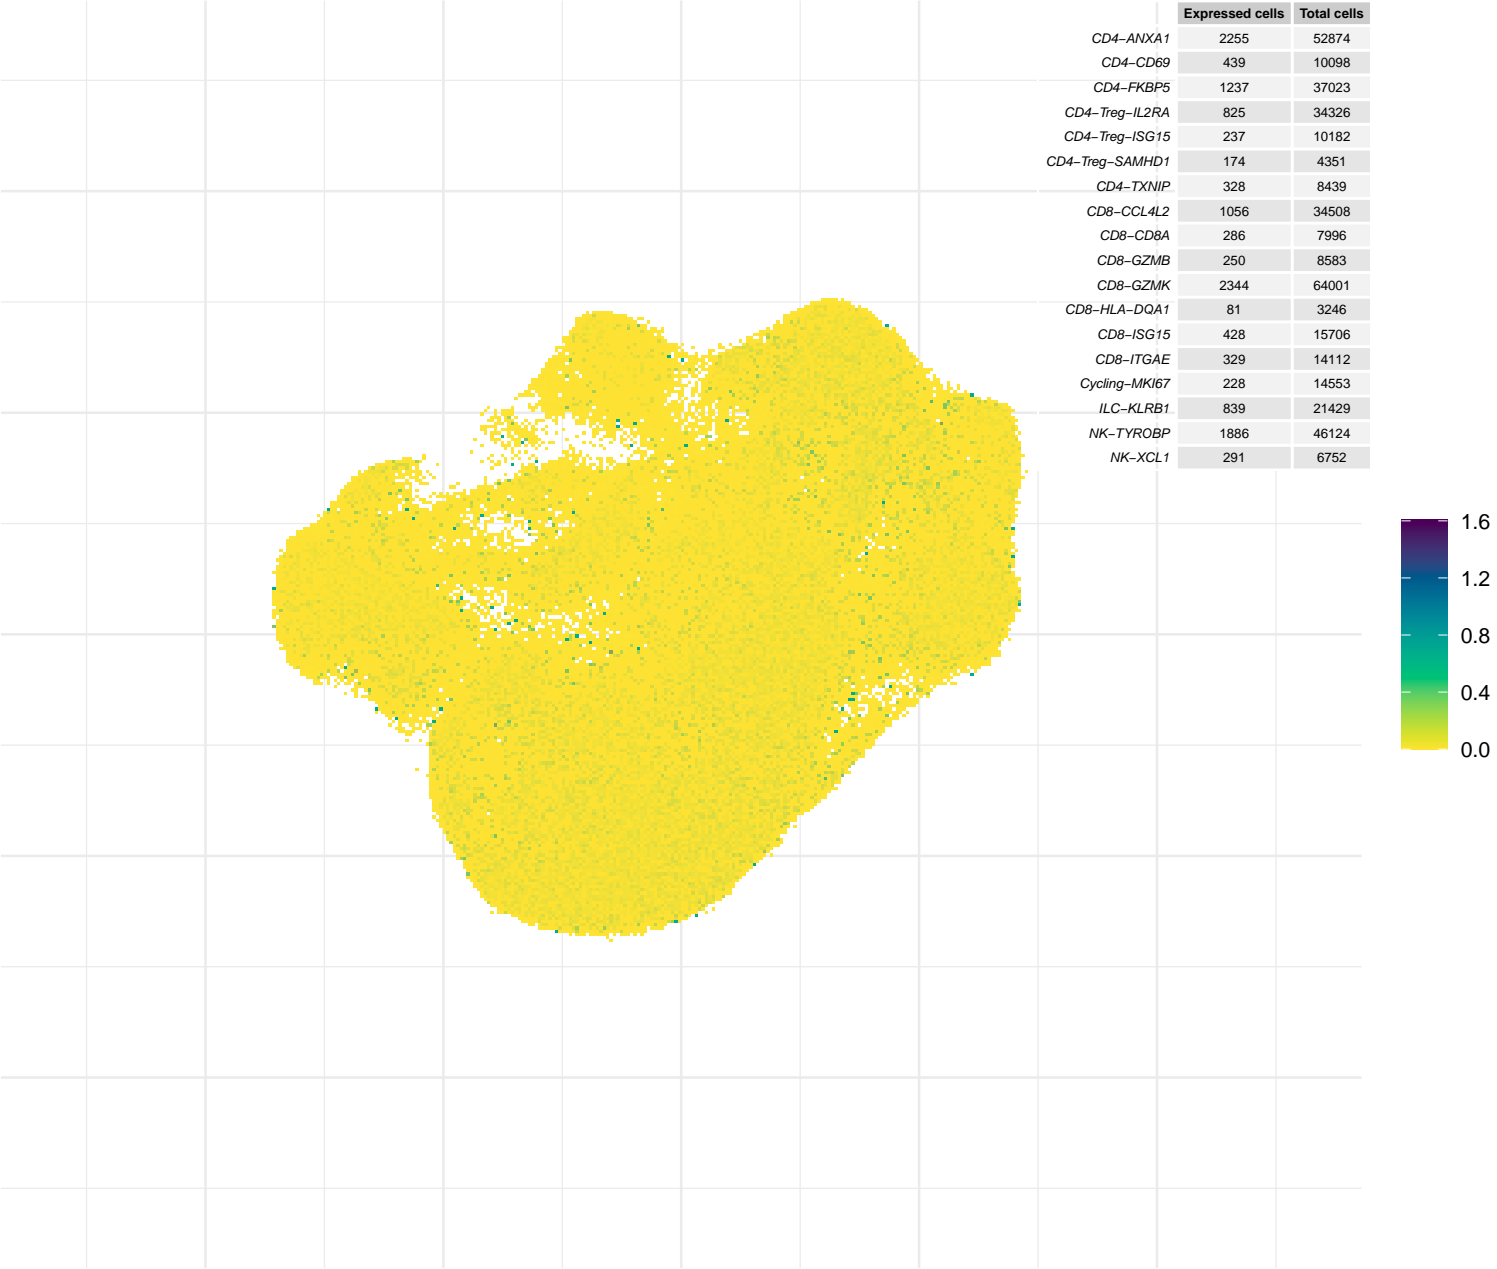 Expressed cells Total cells
CD4−ANXA1 2255 52874
CD4−CD69 439 10098
CD4−FKBP5 1237 37023
CD4−Treg−IL2RA 825 34326
CD4−Treg−ISG15 237 10182
CD4−Treg−SAMHD1 174 4351
CD4−TXNIP 328 8439
CD8−CCL4L2 1056 34508
CD8−CD8A 286 7996
CD8−GZMB 250 8583
CD8−GZMK 2344 64001
CD8−HLA−DQA1 81 3246
CD8−ISG15 428 15706
CD8−ITGAE 329 14112
Cycling−MKI67 228 14553
ILC−KLRB1 839 21429
NK−TYROBP 1886 46124
NK−XCL1 291 6752
1.6
1.2
0.8
0.4
0.0